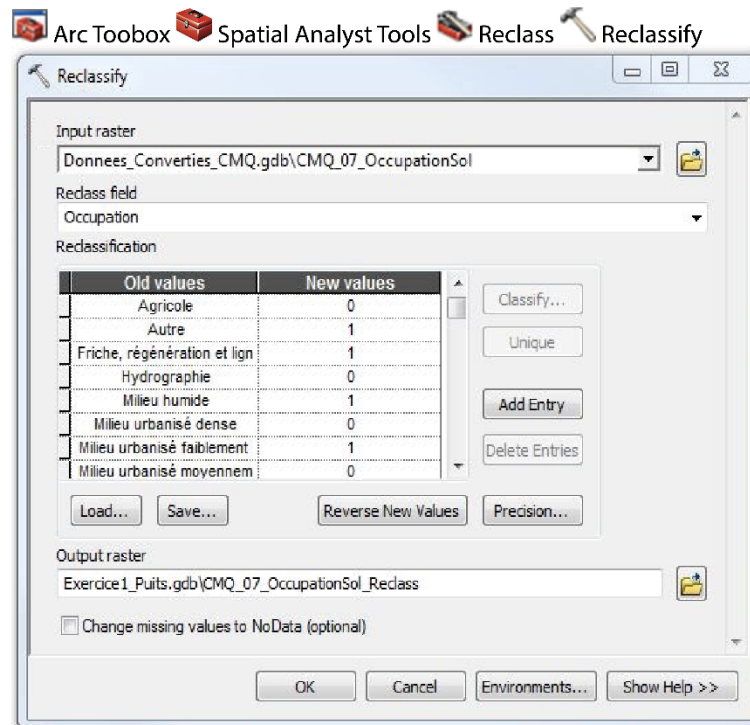 Arc Toobox Spatial Analyst Tools Reclass Reclassify
Reclassify
Input raster
Donnees_Converties_CMQ.gdb\CMQ_07_OccupationSol
Reclass field
Occupation
Reclassification
Old values New values
Agricole 0
Autre 1
Friche, régénération et lign 1
Hydrographie 0
Milieu humide 1
Milieu urbanisé dense 0
Milieu urbanisé faiblement 1
Milieu urbanisé moyennem 0
Classify...
Unique
Add Entry
Delete Entries
Load... Save... Reverse New Values Precision...
Output raster
Exercice1_Puits.gdb\CMQ_07_OccupationSol_Reclass
Change missing values to NoData (optional)
OK Cancel Environments... Show Help >>